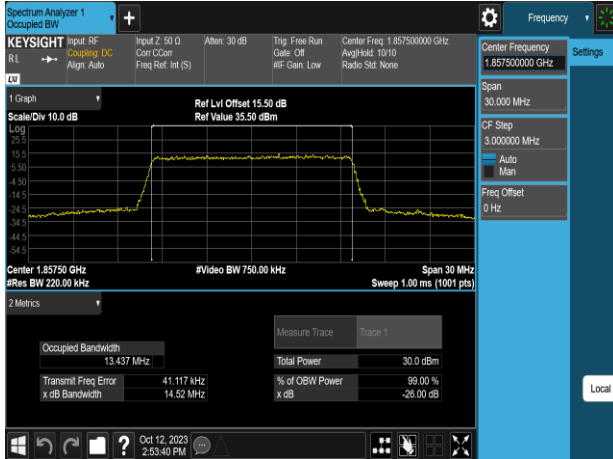 Spectrum Analyzer 1
Occupied BW
Frequency
KEYSIGHT
RL
LXI
Input: RF
Coupling: DC
Align: Auto
Input Z: 50 Ω
Corr CCorr
Freq Ref: Int (S)
Atten: 30 dB
Trig: Free Run
Gate: Off
#IF Gain: Low
Center Freq: 1.857500000 GHz
Avg|Hold: 10/10
Radio Std: None
Center Frequency
1.857500000 GHz
Settings
Span
30.000 MHz
CF Step
3.000000 MHz
Auto
Man
Freq Offset
0 Hz
Local
1 Graph
Scale/Div 10.0 dB
Ref Lvl Offset 15.50 dB
Ref Value 35.50 dBm
Log
25.5
15.5
5.50
-4.50
-14.5
-24.5
-34.5
-44.5
-54.5
Center 1.85750 GHz
#Video BW 750.00 kHz
Span 30 MHz
#Res BW 220.00 kHz
Sweep 1.00 ms (1001 pts)
2 Metrics
Measure Trace Trace 1
Occupied Bandwidth
13.437 MHz
Total Power 30.0 dBm
Transmit Freq Error 41.117 kHz
% of OBW Power 99.00 %
x dB Bandwidth 14.52 MHz
x dB -26.00 dB
?
Oct 12, 2023
2:53:40 PM